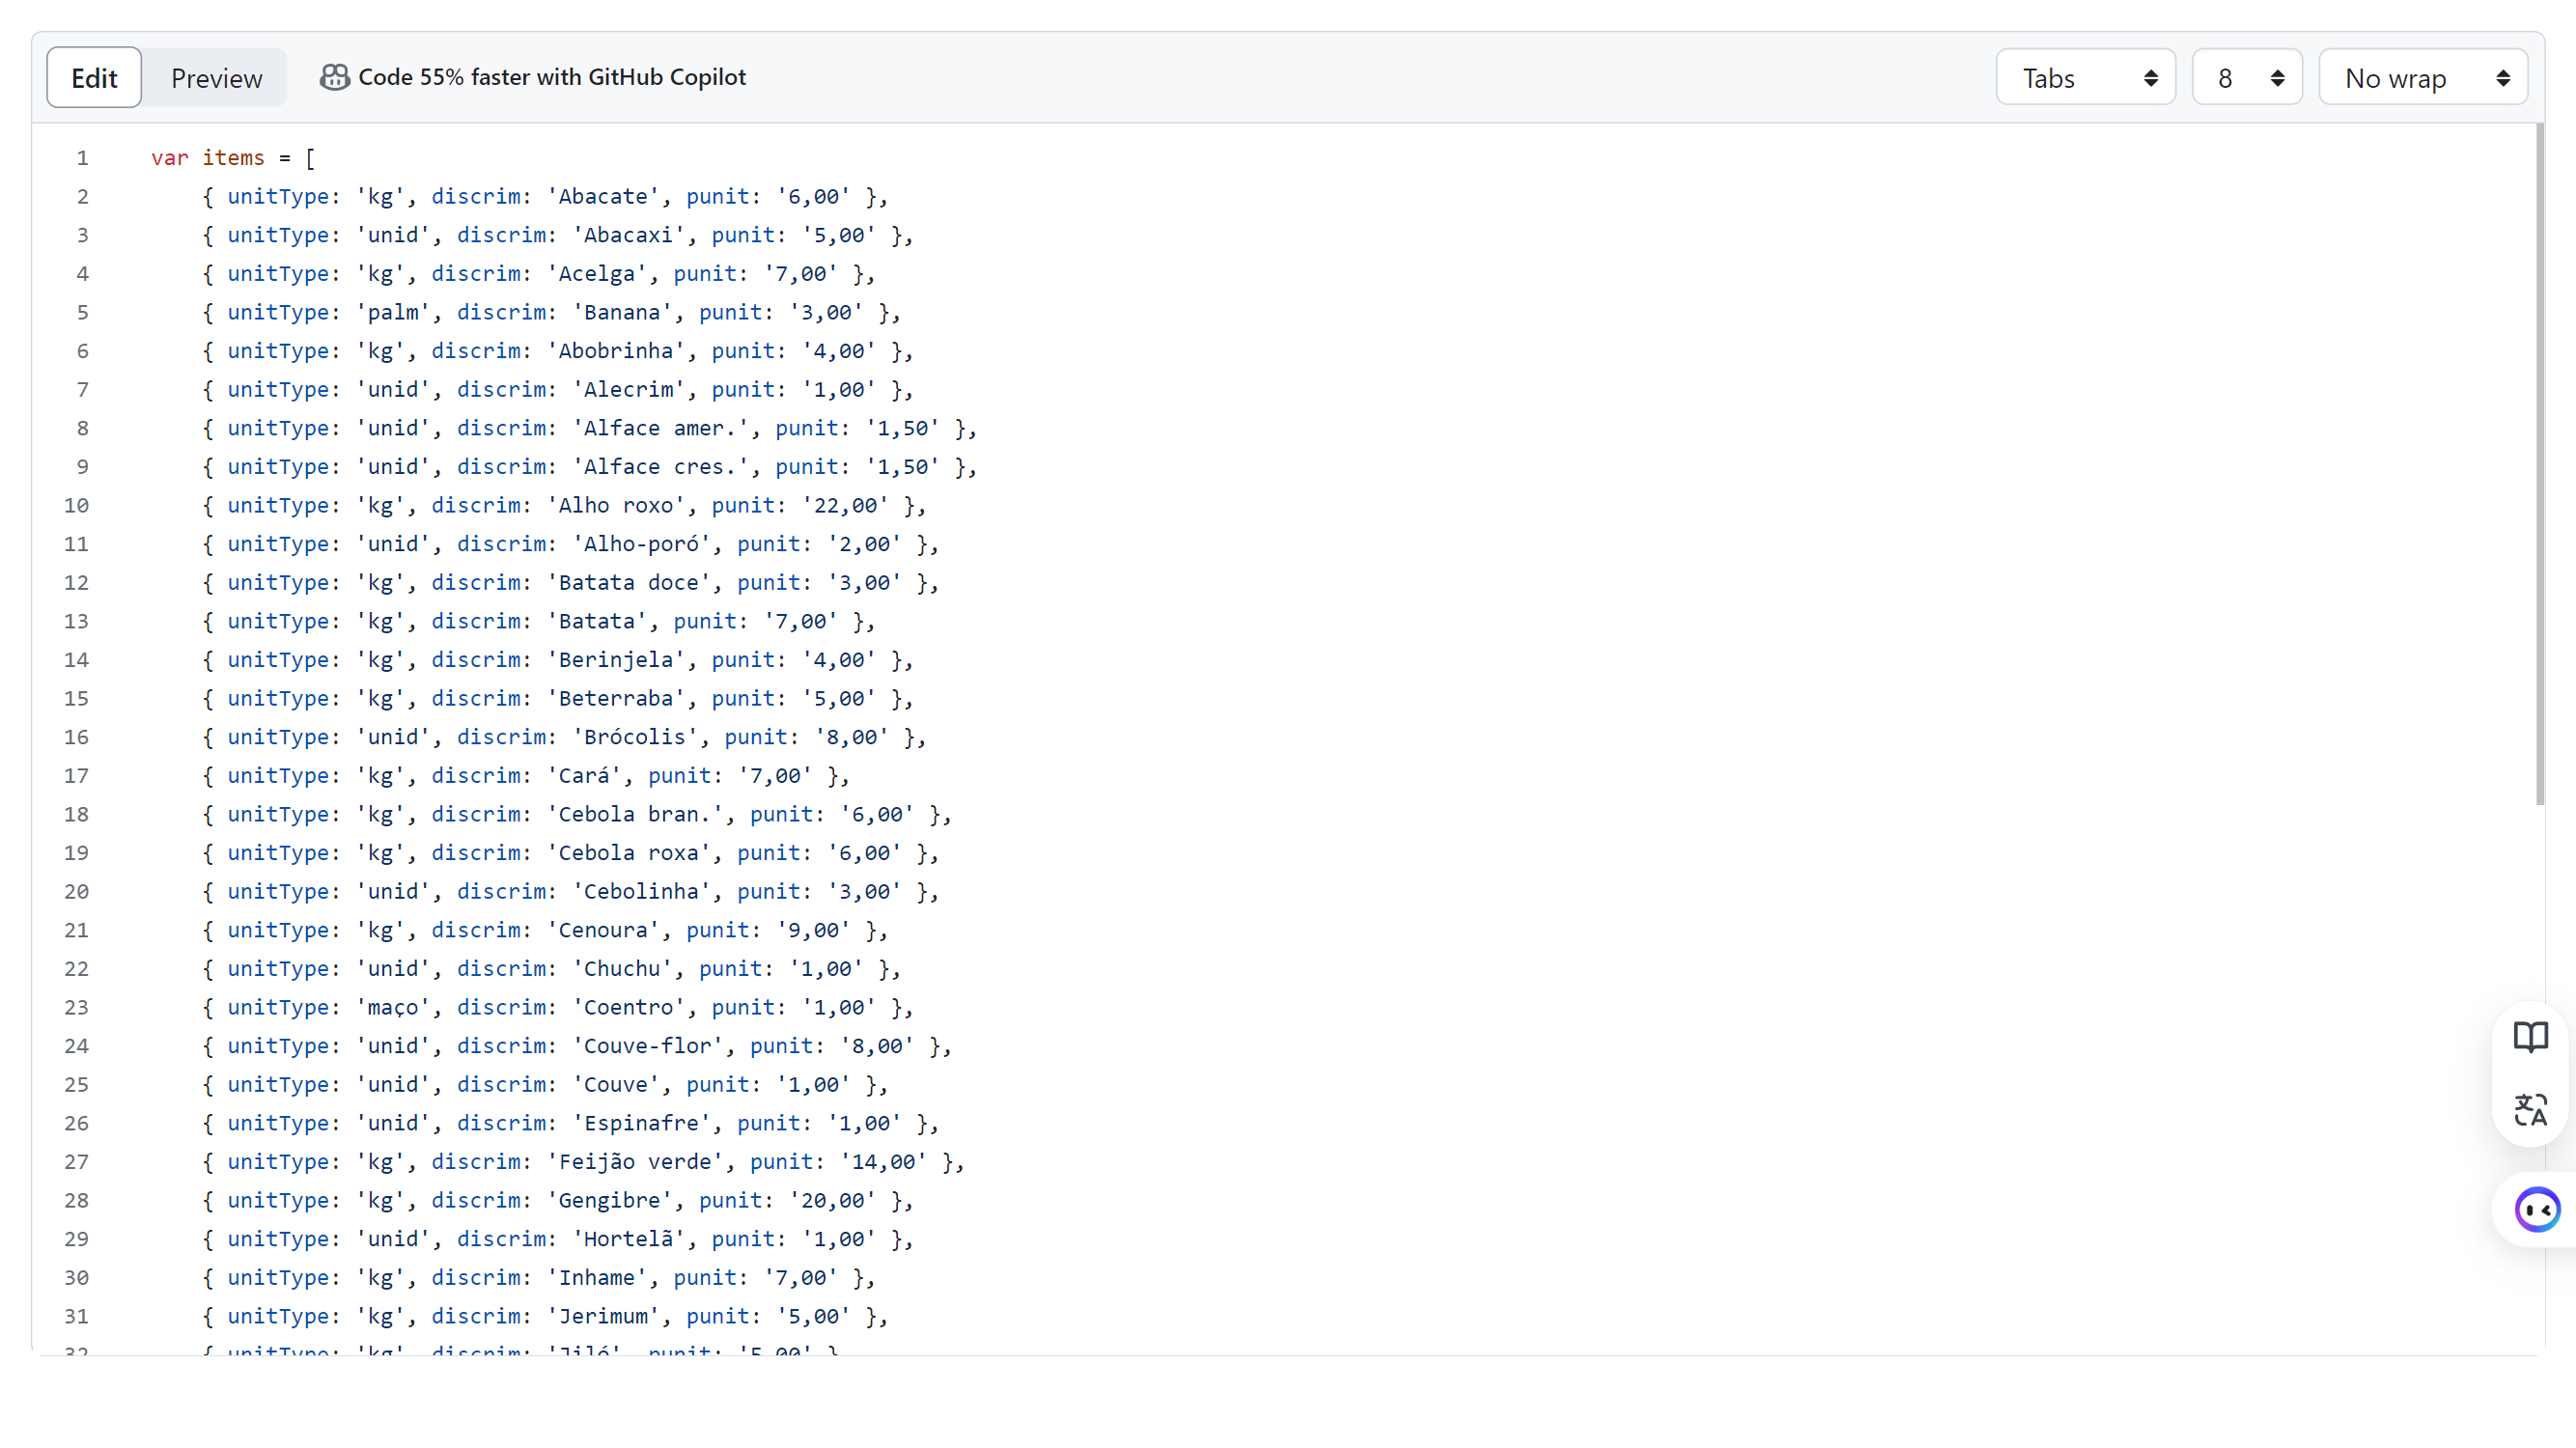 Edit Preview Code 55% faster with GitHub Copilot Tabs 8 No wrap
1 var items = [
2 { unitType: 'kg', discrim: 'Abacate', punit: '6,00' },
3 { unitType: 'unid', discrim: 'Abacaxi', punit: '5,00' },
4 { unitType: 'kg', discrim: 'Acelga', punit: '7,00' },
5 { unitType: 'palm', discrim: 'Banana', punit: '3,00' },
6 { unitType: 'kg', discrim: 'Abobrinha', punit: '4,00' },
7 { unitType: 'unid', discrim: 'Alecrim', punit: '1,00' },
8 { unitType: 'unid', discrim: 'Alface amer.', punit: '1,50' },
9 { unitType: 'unid', discrim: 'Alface cres.', punit: '1,50' },
10 { unitType: 'kg', discrim: 'Alho roxo', punit: '22,00' },
11 { unitType: 'unid', discrim: 'Alho-poró', punit: '2,00' },
12 { unitType: 'kg', discrim: 'Batata doce', punit: '3,00' },
13 { unitType: 'kg', discrim: 'Batata', punit: '7,00' },
14 { unitType: 'kg', discrim: 'Berinjela', punit: '4,00' },
15 { unitType: 'kg', discrim: 'Beterraba', punit: '5,00' },
16 { unitType: 'unid', discrim: 'Brócolis', punit: '8,00' },
17 { unitType: 'kg', discrim: 'Cará', punit: '7,00' },
18 { unitType: 'kg', discrim: 'Cebola bran.', punit: '6,00' },
19 { unitType: 'kg', discrim: 'Cebola roxa', punit: '6,00' },
20 { unitType: 'unid', discrim: 'Cebolinha', punit: '3,00' },
21 { unitType: 'kg', discrim: 'Cenoura', punit: '9,00' },
22 { unitType: 'unid', discrim: 'Chuchu', punit: '1,00' },
23 { unitType: 'maço', discrim: 'Coentro', punit: '1,00' },
24 { unitType: 'unid', discrim: 'Couve-flor', punit: '8,00' },
25 { unitType: 'unid', discrim: 'Couve', punit: '1,00' },
26 { unitType: 'unid', discrim: 'Espinafre', punit: '1,00' },
27 { unitType: 'kg', discrim: 'Feijão verde', punit: '14,00' },
28 { unitType: 'kg', discrim: 'Gengibre', punit: '20,00' },
29 { unitType: 'unid', discrim: 'Hortelã', punit: '1,00' },
30 { unitType: 'kg', discrim: 'Inhame', punit: '7,00' },
31 { unitType: 'kg', discrim: 'Jerimum', punit: '5,00' },
32 { unitType: 'kg', discrim: 'Jiló', punit: '5,00' }